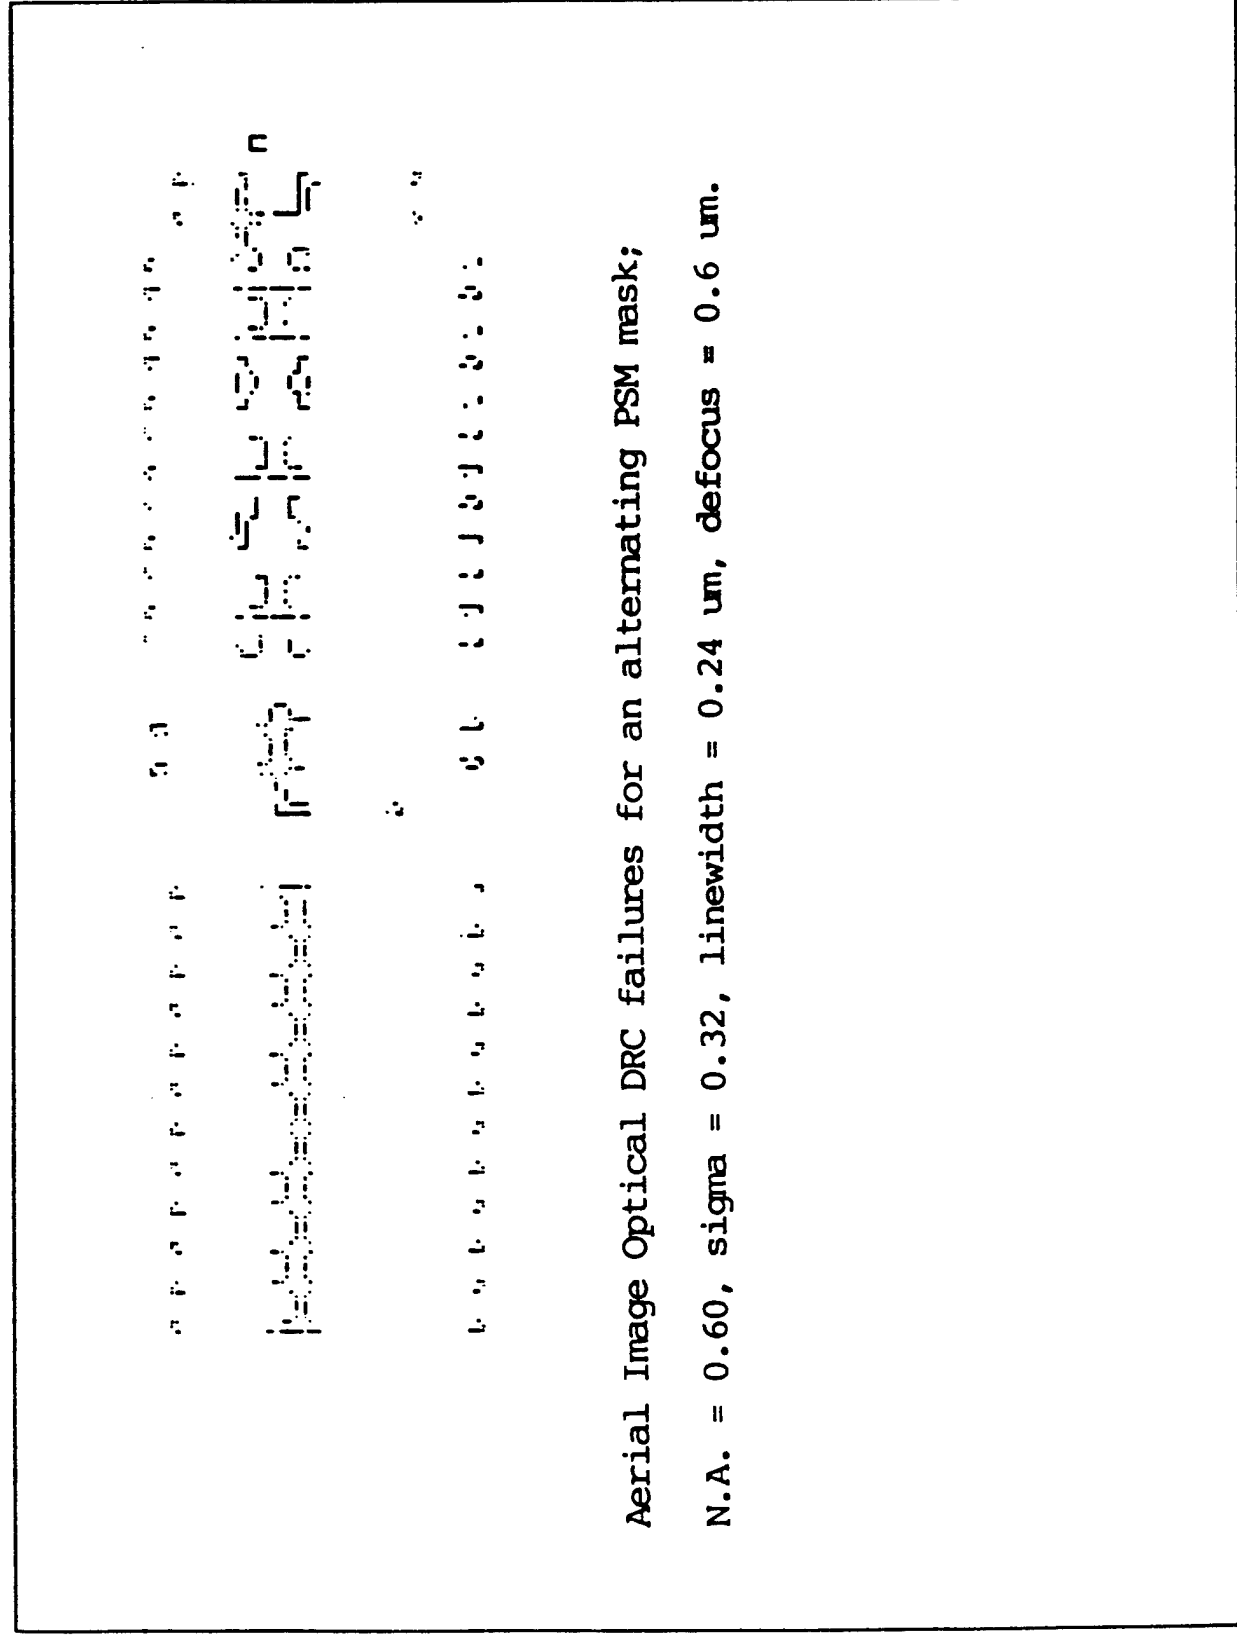 Aerial Image Optical DRC failures for an alternating PSM mask;
N.A. = 0.60, sigma = 0.32, linewidth = 0.24 um, defocus = 0.6 um.